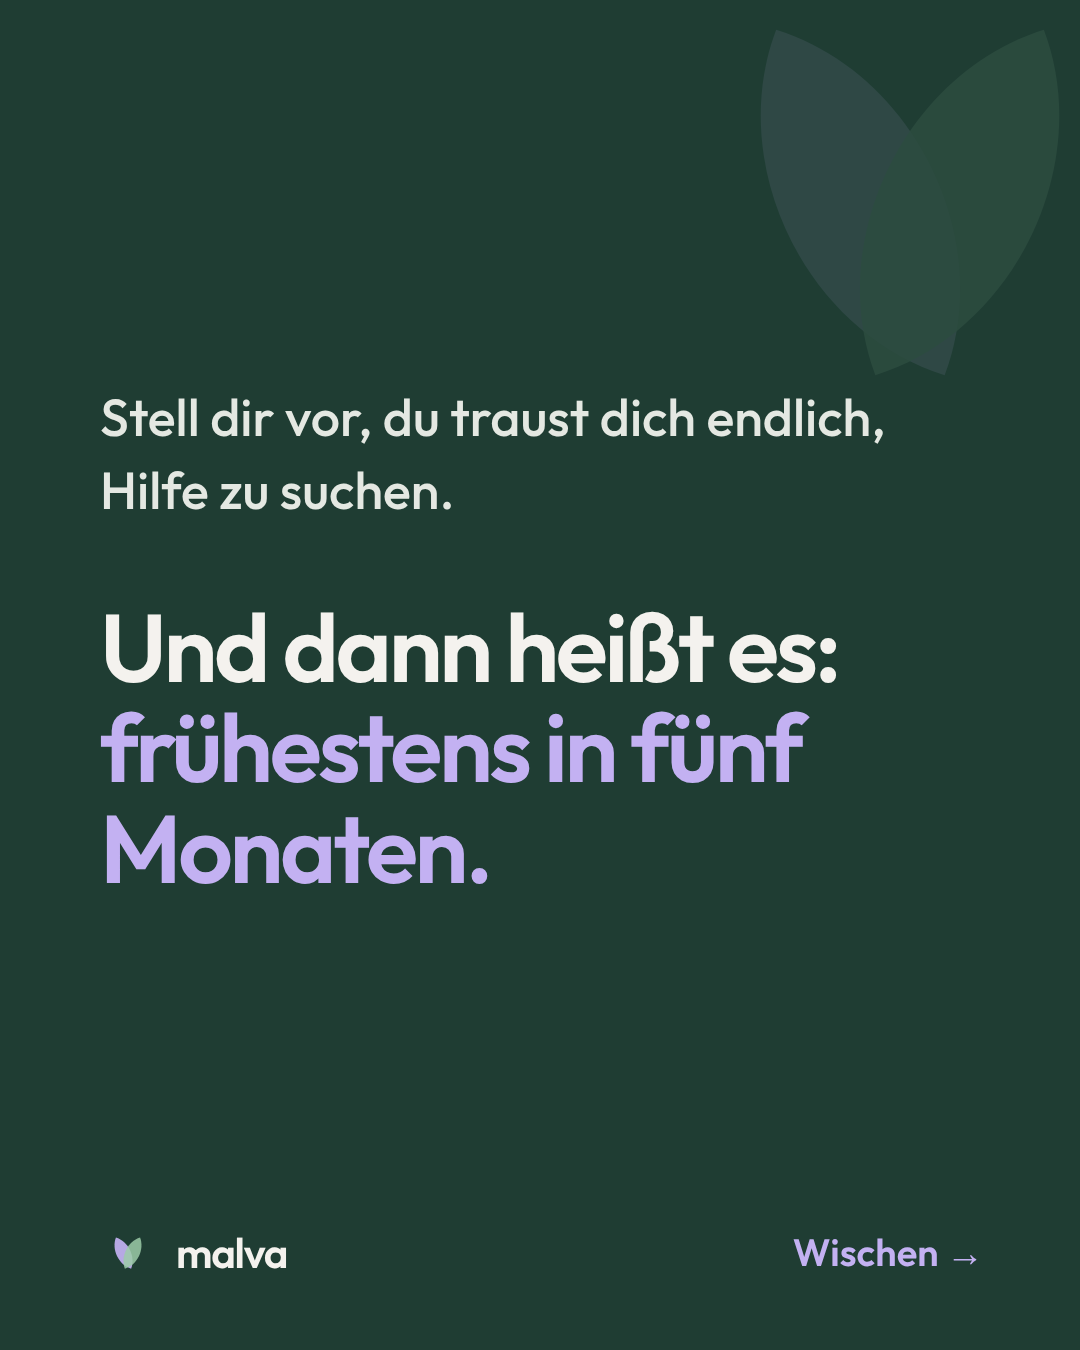 Stell dir vor, du traust dich endlich,
Hilfe zu suchen.
Und dann heißt es:
frühestens in fünf
Monaten.
malva
Wischen →